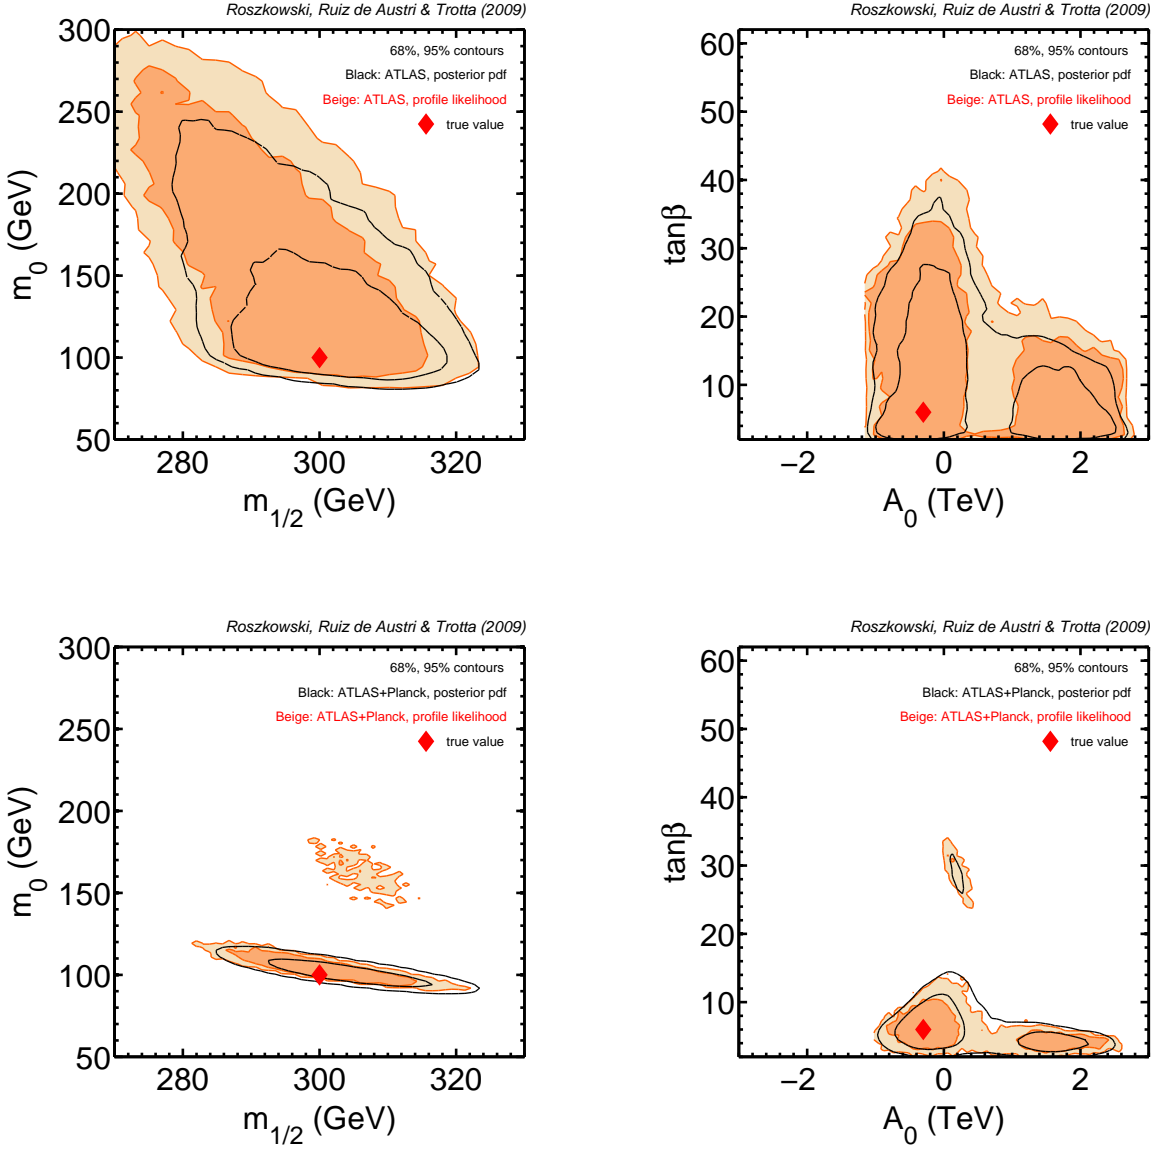 Roszkowski, Ruiz de Austri & Trotta (2009)
300
250
200
150
100
50
m0 (GeV)
68%, 95% contours
Black: ATLAS, posterior pdf
Beige: ATLAS, profile likelihood
true value
280
300
320
m1/2 (GeV)
Roszkowski, Ruiz de Austri & Trotta (2009)
60
50
40
30
20
10
tanβ
68%, 95% contours
Black: ATLAS, posterior pdf
Beige: ATLAS, profile likelihood
true value
−2
0
2
A0 (TeV)
Roszkowski, Ruiz de Austri & Trotta (2009)
300
250
200
150
100
50
m0 (GeV)
68%, 95% contours
Black: ATLAS+Planck, posterior pdf
Beige: ATLAS+Planck, profile likelihood
true value
280
300
320
m1/2 (GeV)
Roszkowski, Ruiz de Austri & Trotta (2009)
60
50
40
30
20
10
tanβ
68%, 95% contours
Black: ATLAS+Planck, posterior pdf
Beige: ATLAS+Planck, profile likelihood
true value
−2
0
2
A0 (TeV)